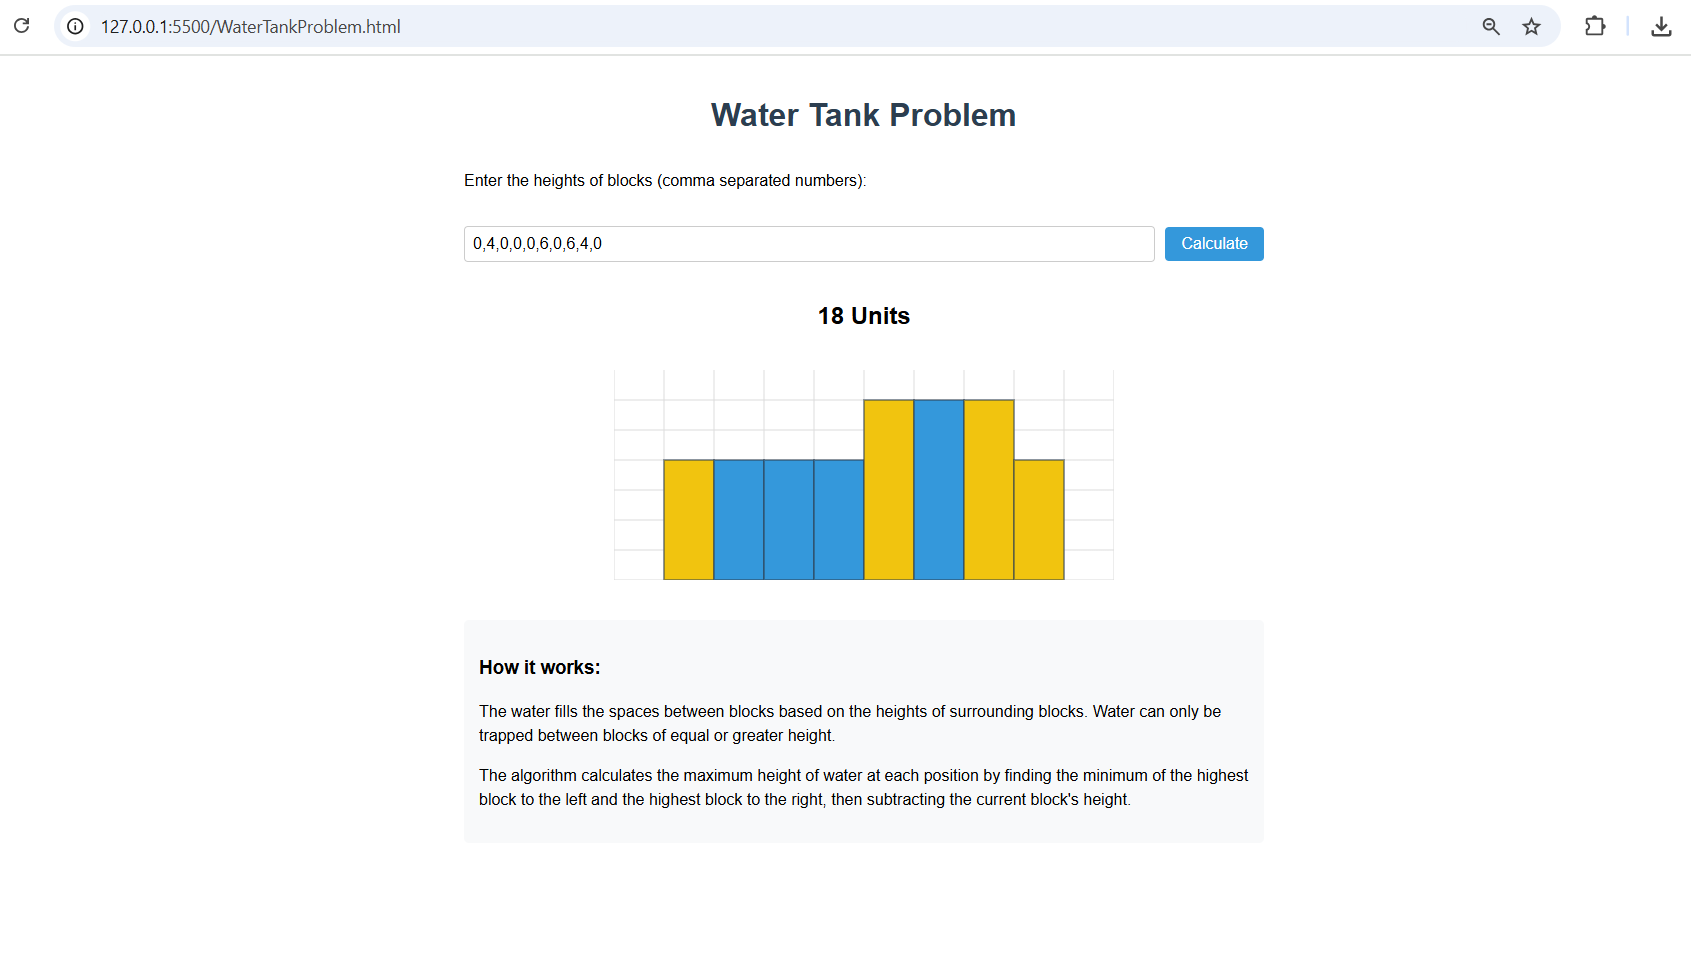 127.0.0.1:5500/WaterTankProblem.html
Water Tank Problem
Enter the heights of blocks (comma separated numbers):
0,4,0,0,0,6,0,6,4,0
Calculate
18 Units
How it works:
The water fills the spaces between blocks based on the heights of surrounding blocks. Water can only be
trapped between blocks of equal or greater height.
The algorithm calculates the maximum height of water at each position by finding the minimum of the highest
block to the left and the highest block to the right, then subtracting the current block's height.